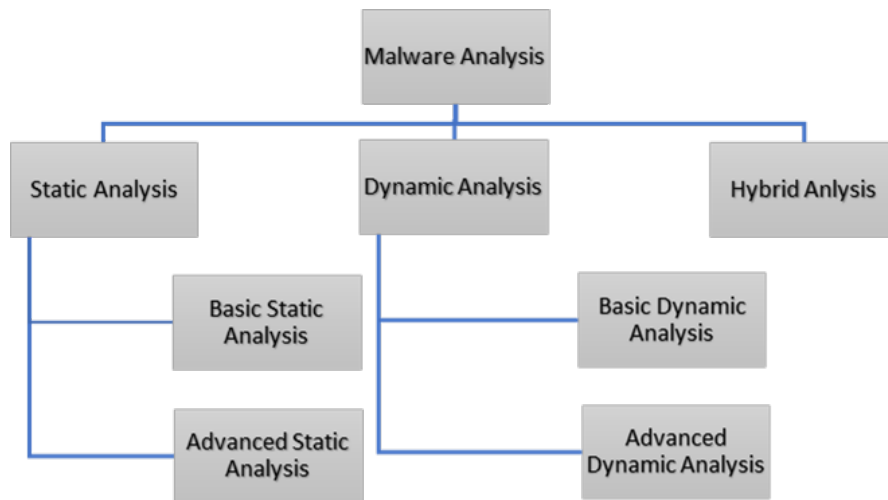 Malware Analysis
Static Analysis
Dynamic Analysis
Hybrid Anlysis
Basic Static
Analysis
Basic Dynamic
Analysis
Advanced Static
Analysis
Advanced
Dynamic Analysis